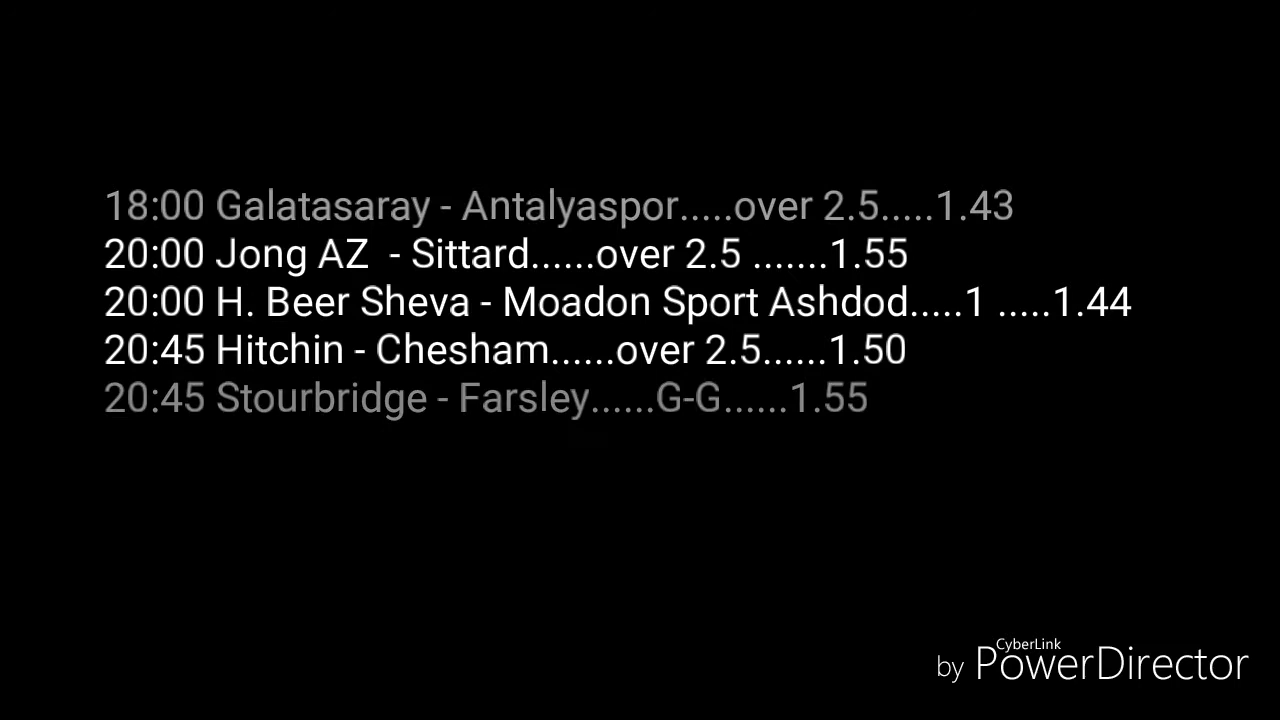 18:00 Galatasaray - Antalyaspor.....over 2.5.....1.43
20:00 Jong AZ  - Sittard......over 2.5 .......1.55
20:00 H. Beer Sheva - Moadon Sport Ashdod.....1 .....1.44
20:45 Hitchin - Chesham......over 2.5......1.50
20:45 Stourbridge - Farsley......G-G......1.55
CyberLink
by PowerDirector